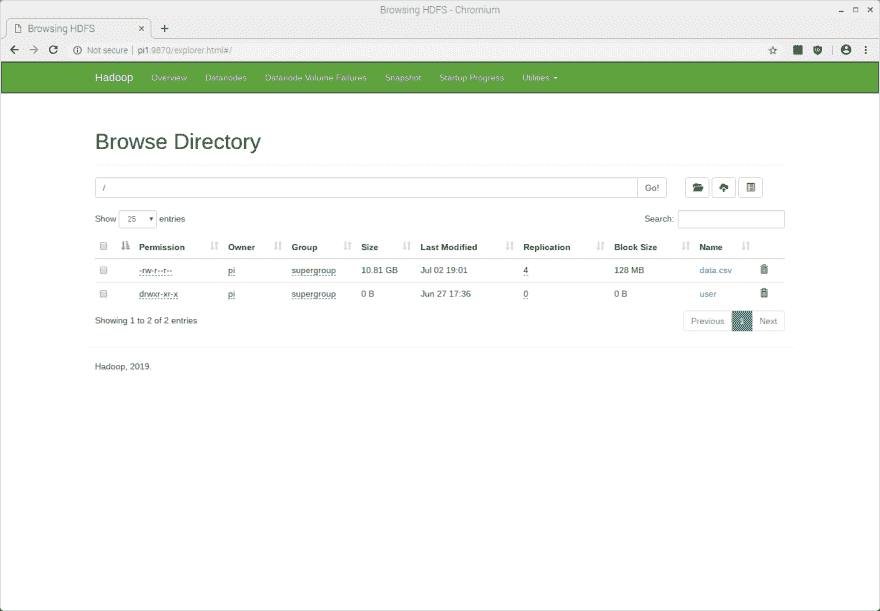 Browsing HDFS - Chromium
Browsing HDFS
Not secure | pi1:9870/explorer.html#/
Hadoop Overview Datanodes Datanode Volume Failures Snapshot Startup Progress Utilities
Browse Directory
/ Go!
Show 25 entries Search:
Permission Owner Group Size Last Modified Replication Block Size Name
-rw-r--r-- pi supergroup 10.81 GB Jul 02 19:01 4 128 MB data.csv
drwxr-xr-x pi supergroup 0 B Jun 27 17:36 0 0 B user
Showing 1 to 2 of 2 entries Previous 1 Next
Hadoop, 2019.